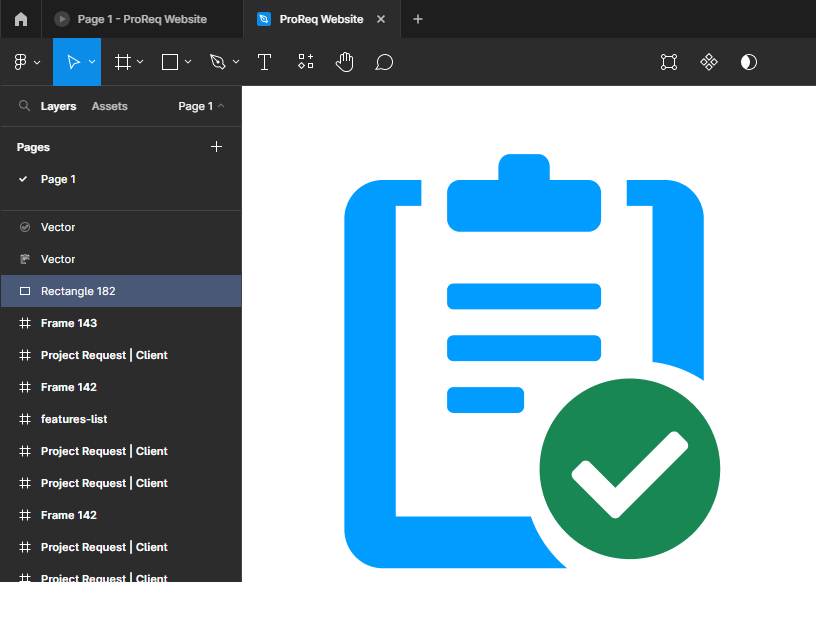 Page 1 - ProReq Website
ProReq Website
Layers
Assets
Page 1
Pages
Page 1
Vector
Vector
Rectangle 182
Frame 143
Project Request | Client
Frame 142
features-list
Project Request | Client
Project Request | Client
Frame 142
Project Request | Client
Project Request | Client